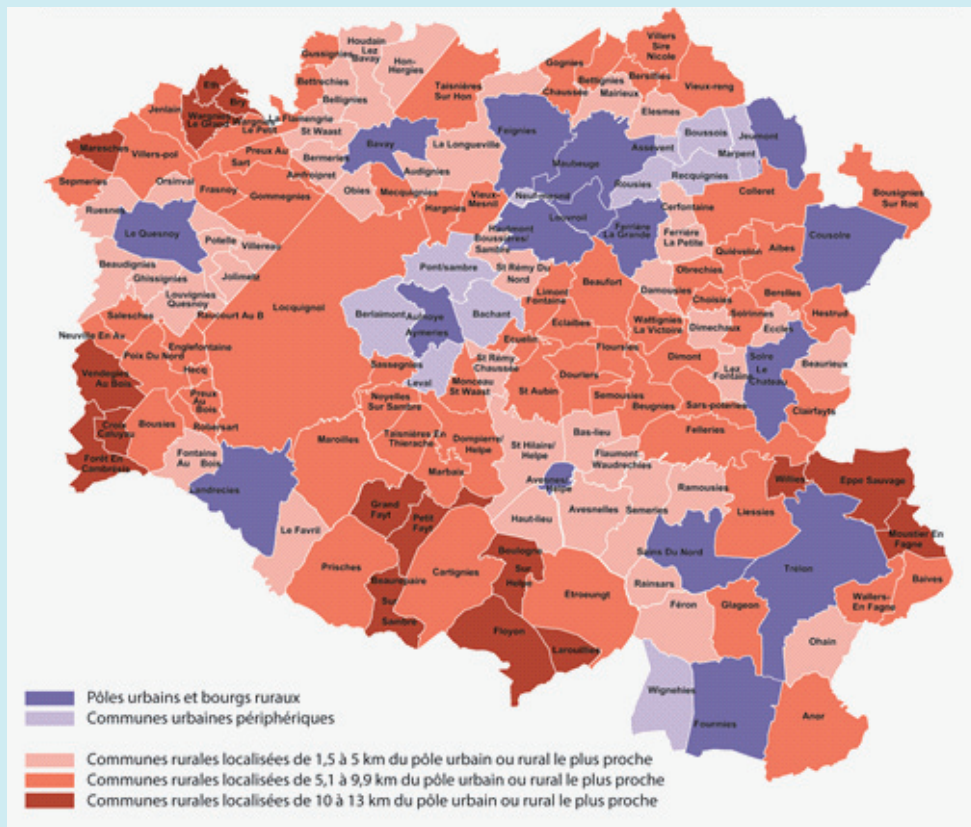 Houdain
Lez
Bavay
Gussignies
Hon-
Hergies
Bettrechies
Bellignies
Taisnières
Sur Hon
Gognies
Chaussée
Villers
Sire
Nicole
Bettignies
Bersillies
Mairieux
Vieux-reng
Elesmes
Eth
Bry
Jenlain
Wargnies
Le Grand
Wargnies
Le Petit
La Flamengrie
St Waast
Feignies
Boussois
Jeumont
Assevent
Marpent
Maresches
Villers-pol
Preux Au
Sart
Bermeries
Bavay
Audignies
La Longueville
Maubeuge
Recquignies
Rousies
Colleret
Bousignies
Sur Roc
Sepmeries
Orsinval
Frasnoy
Gommegnies
Amfroipret
Obies
Mecquignies
Hargnies
Vieux-
Mesnil
Neuf-mesnil
Louvroil
Hautmont
Ferrière
La Grande
Cerfontaine
Ruesnes
Le Quesnoy
Potelle
Villereau
Boussières/
Sambre
Ferrière
La Petite
Quiévelon
Aibes
Cousolre
Beaudignies
Ghissignies
Jolimetz
Pont/sambre
St Rémy Du
Nord
Beaufort
Obrechies
Louvignies
Quesnoy
Raucourt Au B
Locquignol
Berlaimont
Aulnoye
Aymeries
Bachant
Limont
Fontaine
Damousies
Choisies
Berelles
Salesches
Solrinnes
Hestrud
Neuville En Av
Englefontaine
Eclaibes
Wattignies
La Victoire
Dimechaux
Eccles
Poix Du Nord
Hecq
Ecuelin
Floursies
Dimont
Solre
Le
Chateau
Beaurieux
Vendegies
Au Bois
Sassegnies
Leval
St Rémy
Chaussée
Monceau
St Waast
Dourlers
Lez
Fontaine
Preux
Au
Bois
Noyelles
Sur Sambre
St Aubin
Semousies
Beugnies
Sars-poteries
Clairfayts
Croix
Caluyau
Bousies
Robersart
Felleries
Forêt En
Cambrésis
Fontaine
Au Bois
Maroilles
Taisnières En
Thierache
Dompierre/
Helpe
St Hilaire/
Helpe
Bas-lieu
Flaumont
Waudrechies
Landrecies
Marbaix
Avesnes/
Helpe
Ramousies
Willies
Eppe Sauvage
Le Favril
Grand
Fayt
Petit
Fayt
Haut-lieu
Avesnelles
Semeries
Liessies
Moustier En
Fagne
Prisches
Beaurepaire
Sur
Sambre
Cartignies
Boulogne
Sur
Helpe
Etroeungt
Sains Du Nord
Trelon
Rainsars
Féron
Glageon
Wallers-
En Fagne
Baives
Floyon
Larouillies
Ohain
Wignehies
Fourmies
Anor
Pôles urbains et bourgs ruraux
Communes urbaines périphériques
Communes rurales localisées de 1,5 à 5 km du pôle urbain ou rural le plus proche
Communes rurales localisées de 5,1 à 9,9 km du pôle urbain ou rural le plus proche
Communes rurales localisées de 10 à 13 km du pôle urbain ou rural le plus proche